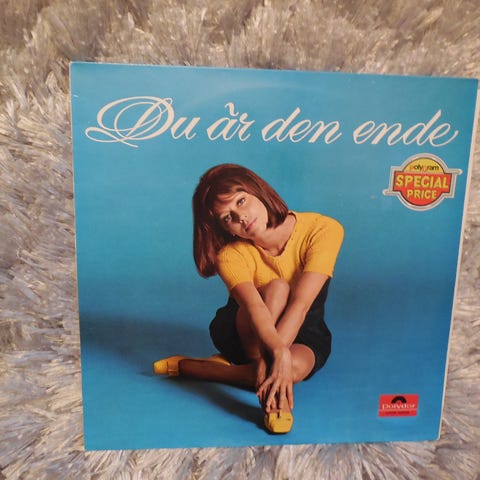 Du är den ende
polygram
SPECIAL
PRICE
Polydor